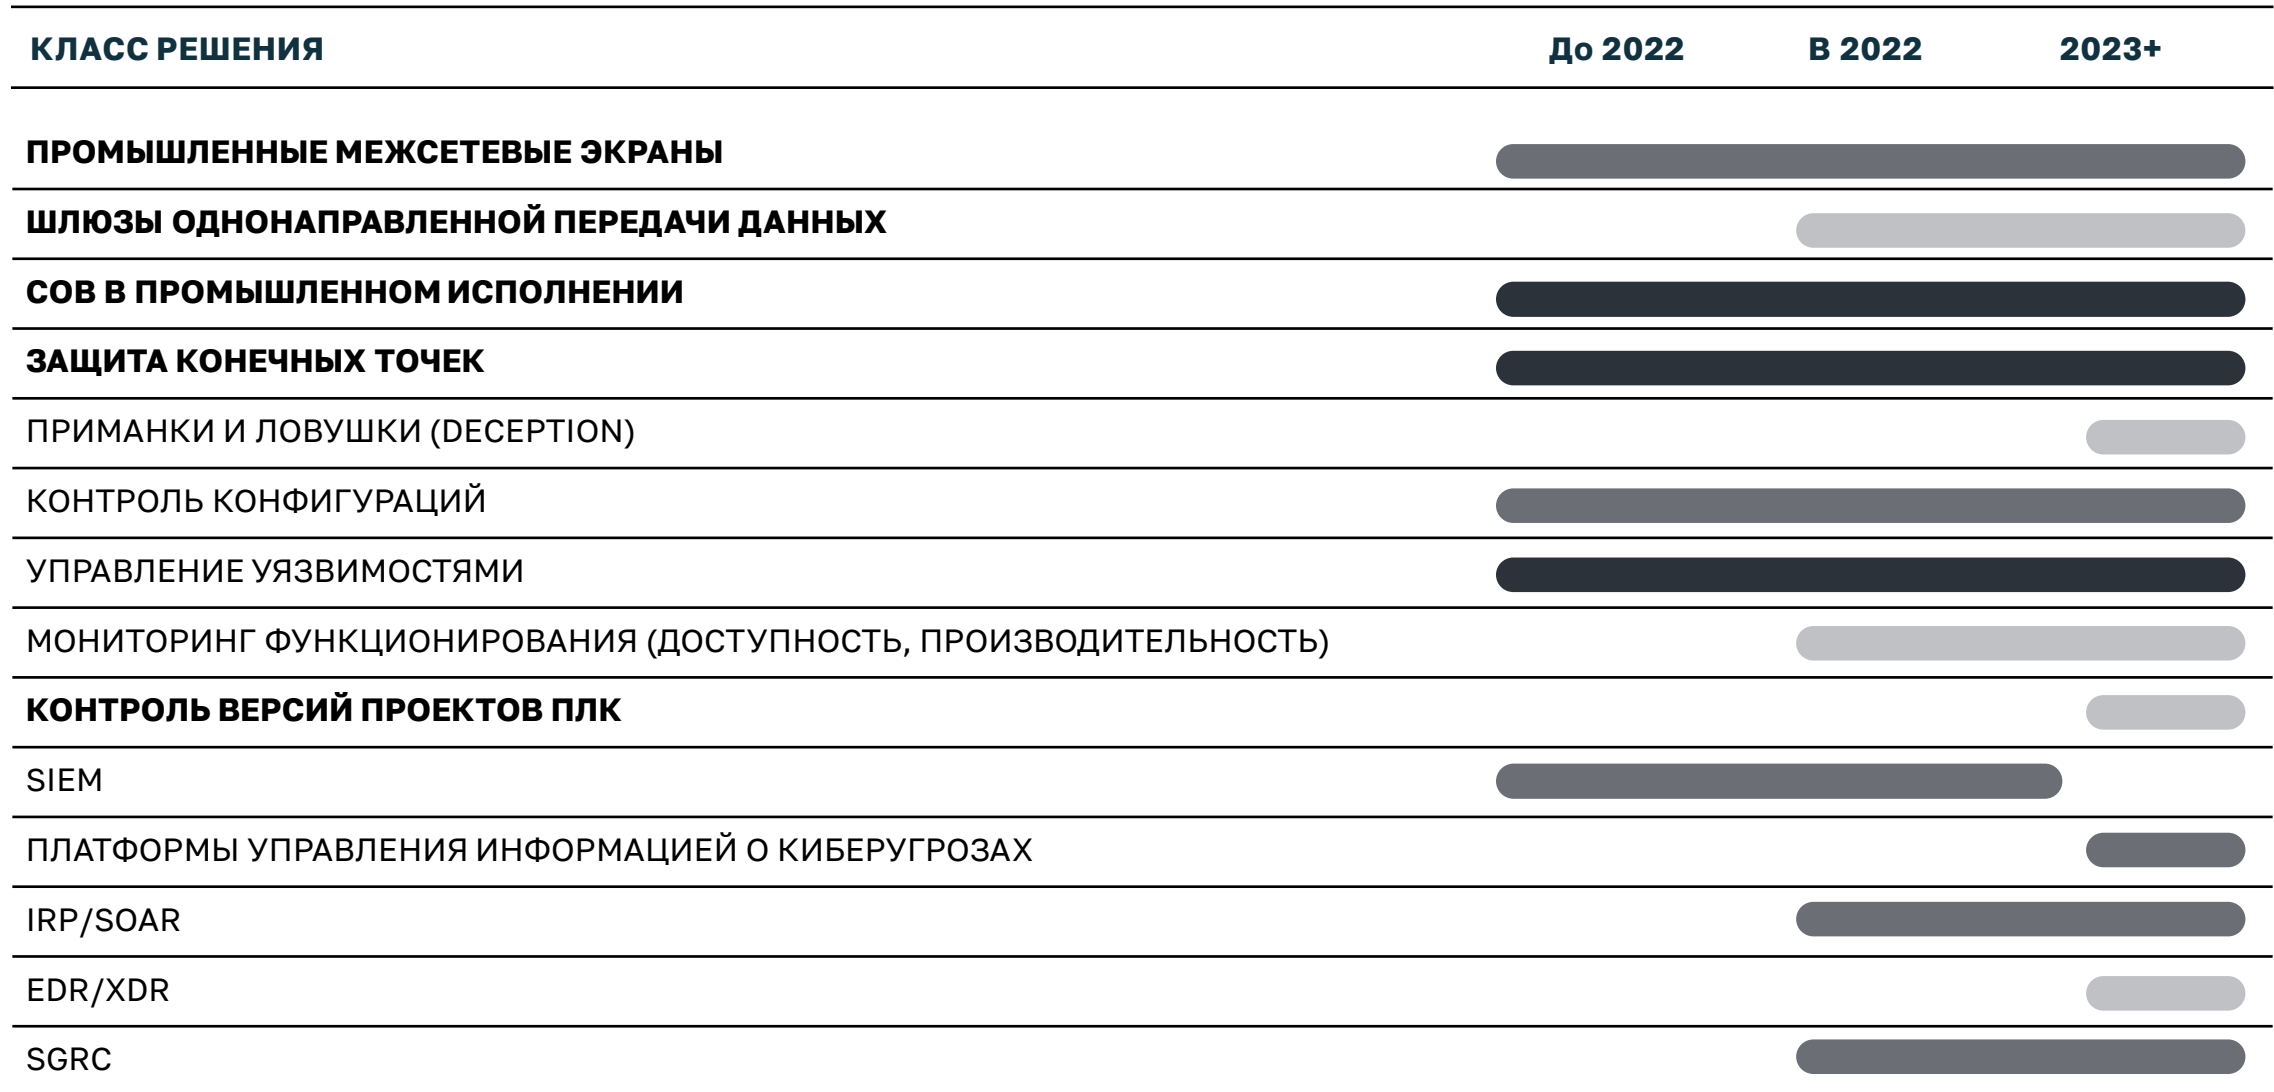 КЛАСС РЕШЕНИЯ До 2022 В 2022 2023+
ПРОМЫШЛЕННЫЕ МЕЖСЕТЕВЫЕ ЭКРАНЫ
ШЛЮЗЫ ОДНОНАПРАВЛЕННОЙ ПЕРЕДАЧИ ДАННЫХ
СОВ В ПРОМЫШЛЕННОМ ИСПОЛНЕНИИ
ЗАЩИТА КОНЕЧНЫХ ТОЧЕК
ПРИМАНКИ И ЛОВУШКИ (DECEPTION)
КОНТРОЛЬ КОНФИГУРАЦИЙ
УПРАВЛЕНИЕ УЯЗВИМОСТЯМИ
МОНИТОРИНГ ФУНКЦИОНИРОВАНИЯ (ДОСТУПНОСТЬ, ПРОИЗВОДИТЕЛЬНОСТЬ)
КОНТРОЛЬ ВЕРСИЙ ПРОЕКТОВ ПЛК
SIEM
ПЛАТФОРМЫ УПРАВЛЕНИЯ ИНФОРМАЦИЕЙ О КИБЕРУГРОЗАХ
IRP/SOAR
EDR/XDR
SGRC